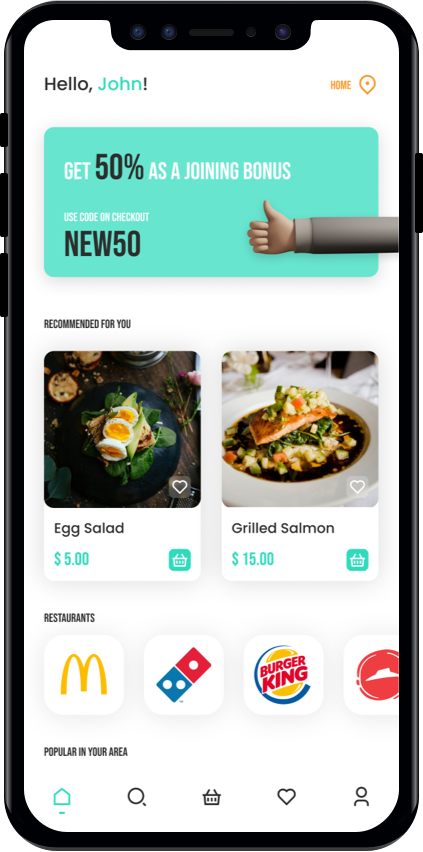 Hello, John!
HOME
GET 50% AS A JOINING BONUS
USE CODE ON CHECKOUT
NEW50
RECOMMENDED FOR YOU
Egg Salad
$ 5.00
Grilled Salmon
$ 15.00
RESTAURANTS
BURGER
KING
POPULAR IN YOUR AREA